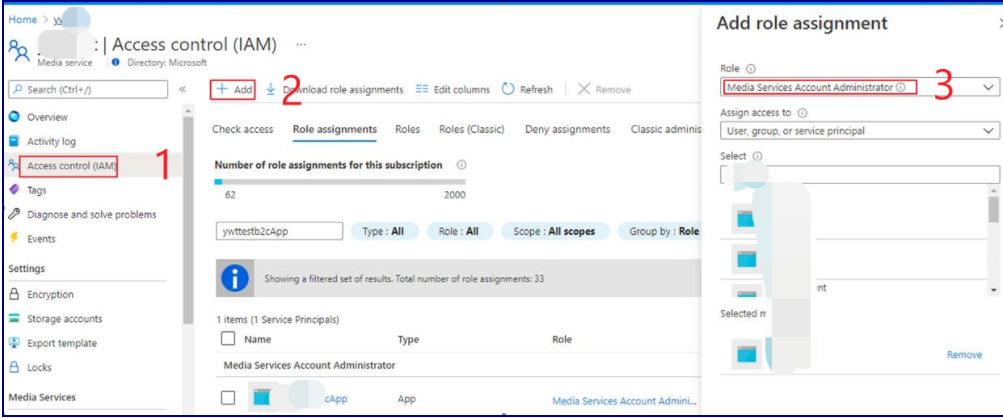 Home >
| Access control (IAM) ...
Media service Directory: Microsoft
Search (Ctrl+/)
Overview
Activity log
Access control (IAM)
Tags
Diagnose and solve problems
Events
Settings
Encryption
Storage accounts
Export template
Locks
Media Services
1
+ Add
2
Download role assignments
Edit columns
Refresh
Remove
Check access Role assignments Roles Roles (Classic) Deny assignments Classic adminis
Number of role assignments for this subscription
62 2000
ywttestb2cApp
Type : All
Role : All
Scope : All scopes
Group by : Role
Showing a filtered set of results. Total number of role assignments: 33
1 items (1 Service Principals)
Name Type Role
Media Services Account Administrator
cApp App Media Services Account Admini...
Add role assignment
Role
Media Services Account Administrator
3
Assign access to
User, group, or service principal
Select
nt
Selected m
Remove